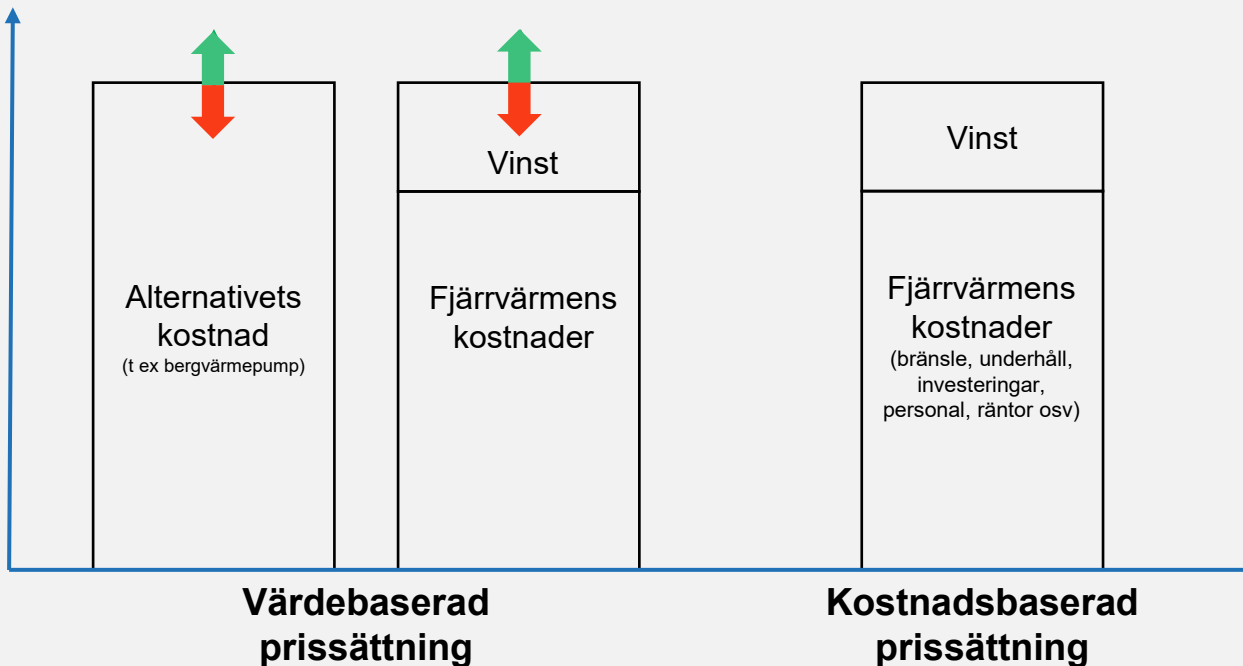 Alternativets
kostnad
(t ex bergvärmepump)
Vinst
Fjärrvärmens
kostnader
Värdebaserad
prissättning
Vinst
Fjärrvärmens
kostnader
(bränsle, underhåll,
investeringar,
personal, räntor osv)
Kostnadsbaserad
prissättning